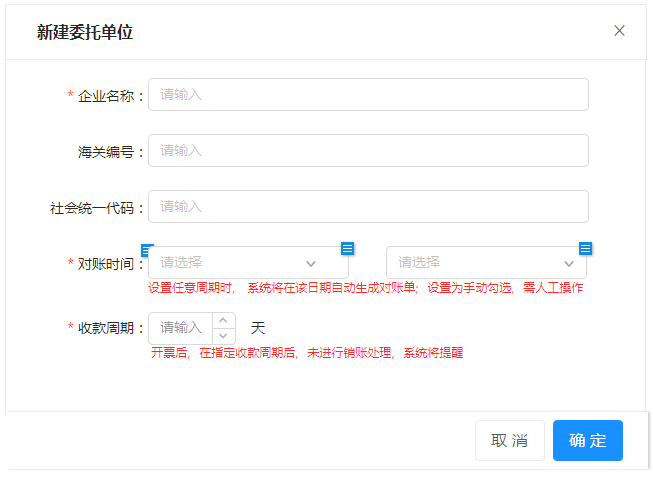 新建委托单位
* 企业名称： 请输入
海关编号： 请输入
社会统一代码： 请输入
* 对账时间： 请选择 请选择
设置任意周期时，系统将在该日期自动生成对账单；设置为手动勾选，需人工操作
* 收款周期： 请输入 天
开票后，在指定收款周期后，未进行销账处理，系统将提醒
取 消 确 定